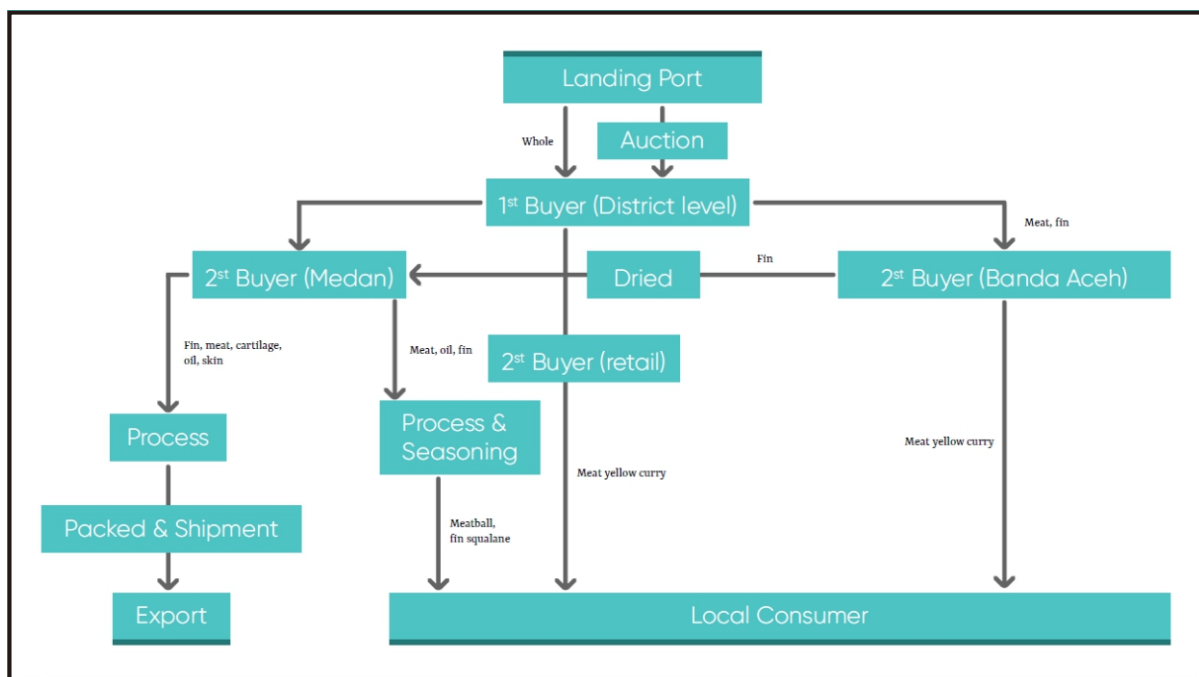 Landing Port
Whole
Auction
1st Buyer (District level)
Meat, fin
2st Buyer (Medan)
Dried
Fin
2st Buyer (Banda Aceh)
Fin, meat, cartilage,
oil, skin
Meat, oil, fin
2st Buyer (retail)
Process
Process &
Seasoning
Meat yellow curry
Meat yellow curry
Packed & Shipment
Meatball,
fin squalane
Export
Local Consumer